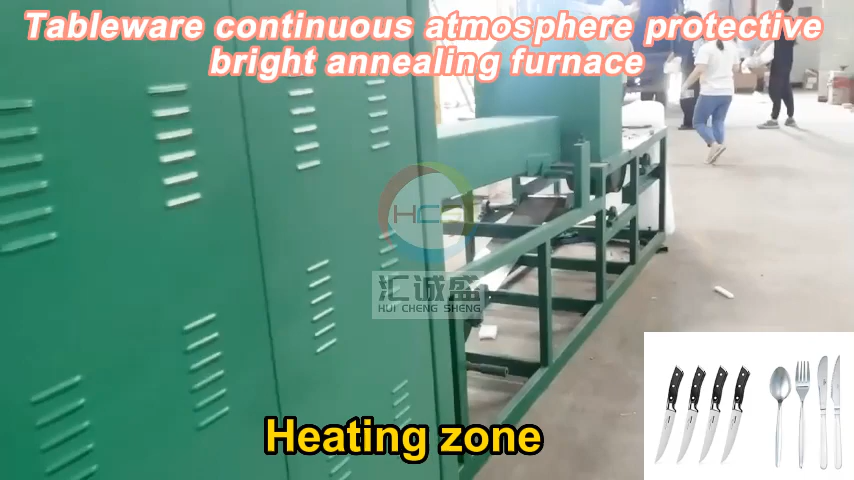 Tableware continuous atmosphere protective
bright annealing furnace
HCS
汇诚盛
HUI CHENG SHENG
Heating zone